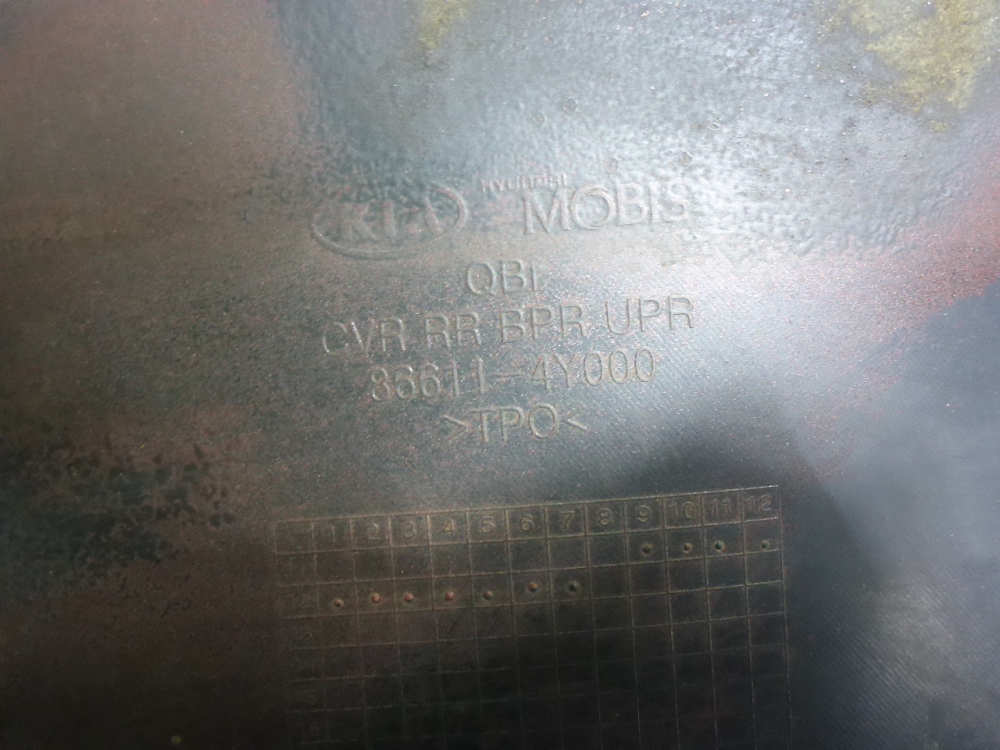 KIA HYUNDAI MOBIS
QBR
CVR RR BPR UPR
86611-4Y000
>TPO<
1 2 3 4 5 6 7 8 9 10 11 12